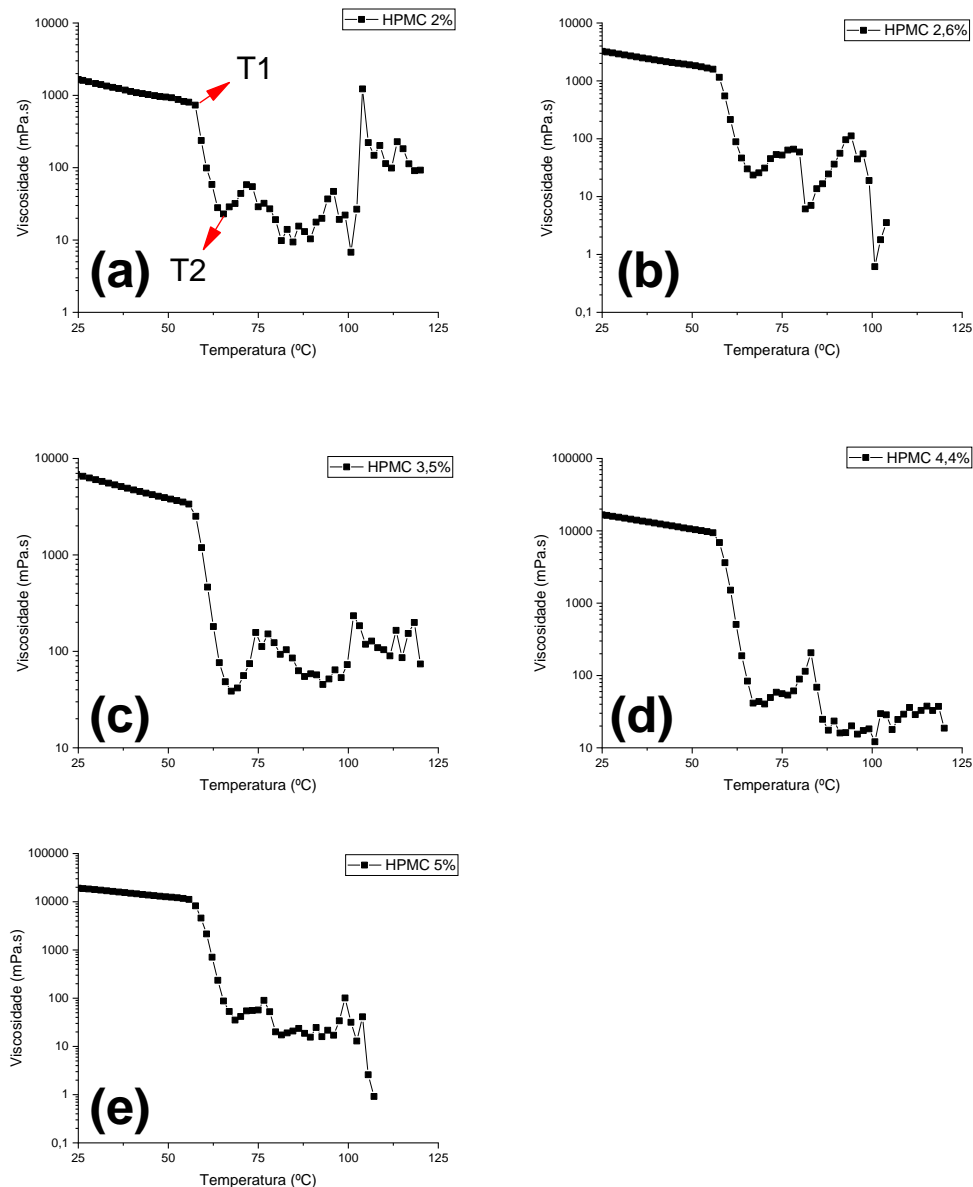 HPMC 2%
T1
T2
(a)
10000
1000
100
10
1
25
50
75
100
125
Viscosidade (mPa.s)
Temperatura (ºC)
HPMC 2,6%
(b)
10000
1000
100
10
1
0,1
25
50
75
100
125
Viscosidade (mPa.s)
Temperatura (ºC)
HPMC 3,5%
(c)
10000
1000
100
10
25
50
75
100
125
Viscosidade (mPa.s)
Temperatura (ºC)
HPMC 4,4%
(d)
100000
10000
1000
100
10
25
50
75
100
125
Viscosidade (mPa.s)
Temperatura (ºC)
HPMC 5%
(e)
100000
10000
1000
100
10
1
0,1
25
50
75
100
125
Viscosidade (mPa.s)
Temperatura (ºC)